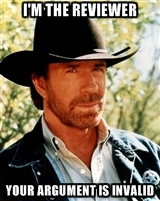 I'M THE REVIEWER
YOUR ARGUMENT IS INVALID